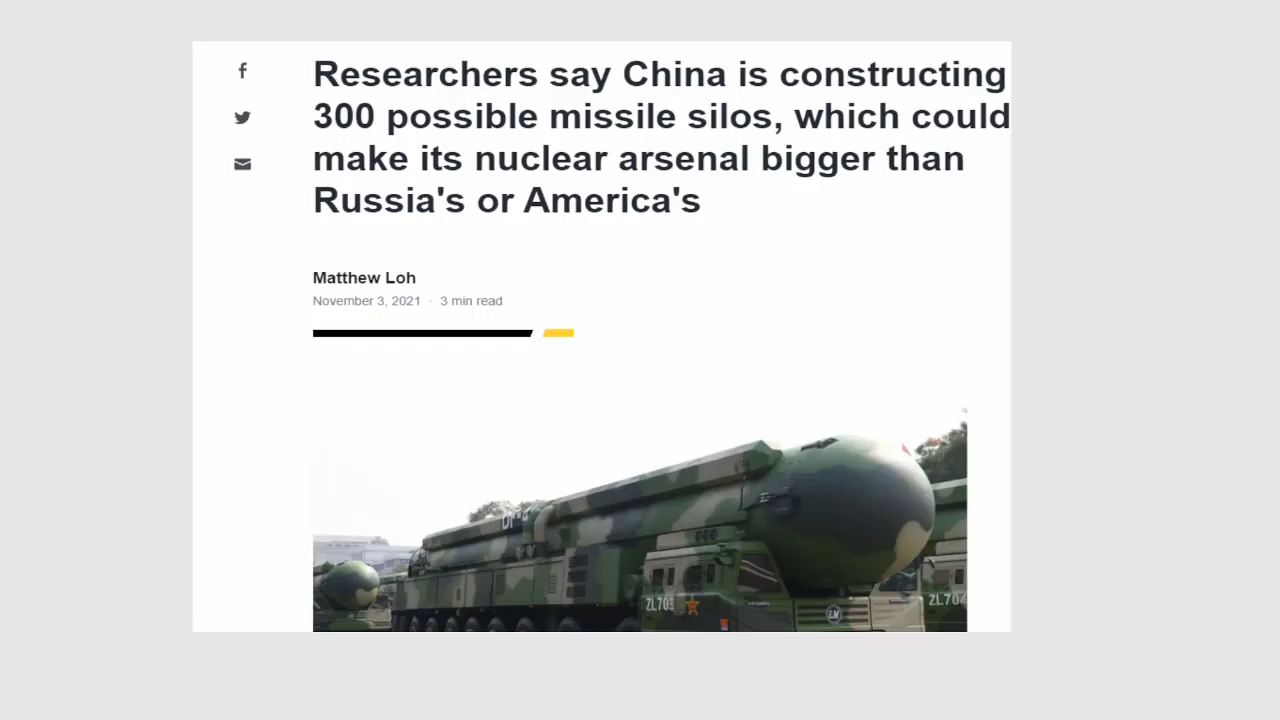 Researchers say China is constructing
300 possible missile silos, which could
make its nuclear arsenal bigger than
Russia's or America's
Matthew Loh
November 3, 2021 · 3 min read
ZL703
ZL704